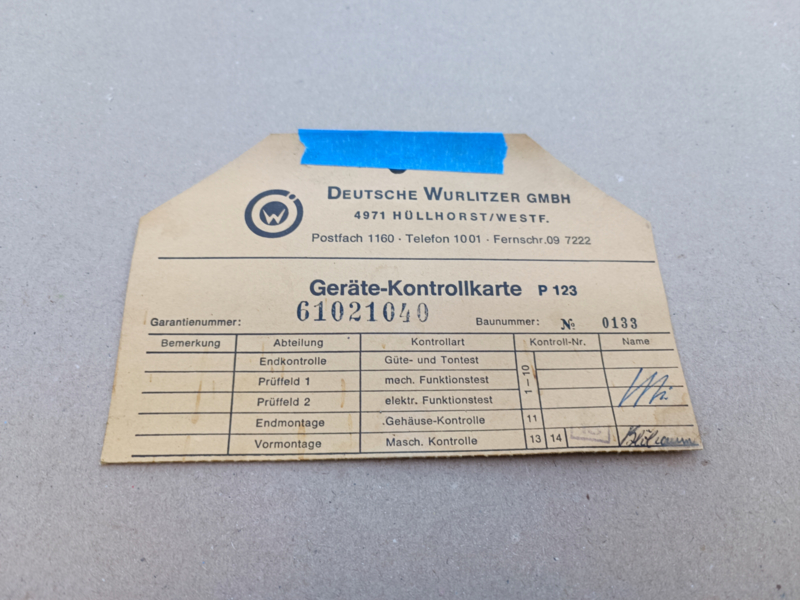 W
DEUTSCHE WURLITZER GMBH
4971 HÜLLHORST/WESTF.
Postfach 1160 · Telefon 1001 · Fernschr. 09 7222
Geräte-Kontrollkarte P 123
Garantienummer: 61021040 Baunummer: № 0133
Bemerkung Abteilung Kontrollart Kontroll-Nr. Name
Endkontrolle Güte- und Tontest
Prüffeld 1 mech. Funktionstest 1–10
Prüffeld 2 elektr. Funktionstest
Endmontage Gehäuse-Kontrolle 11
Vormontage Masch. Kontrolle 13 14